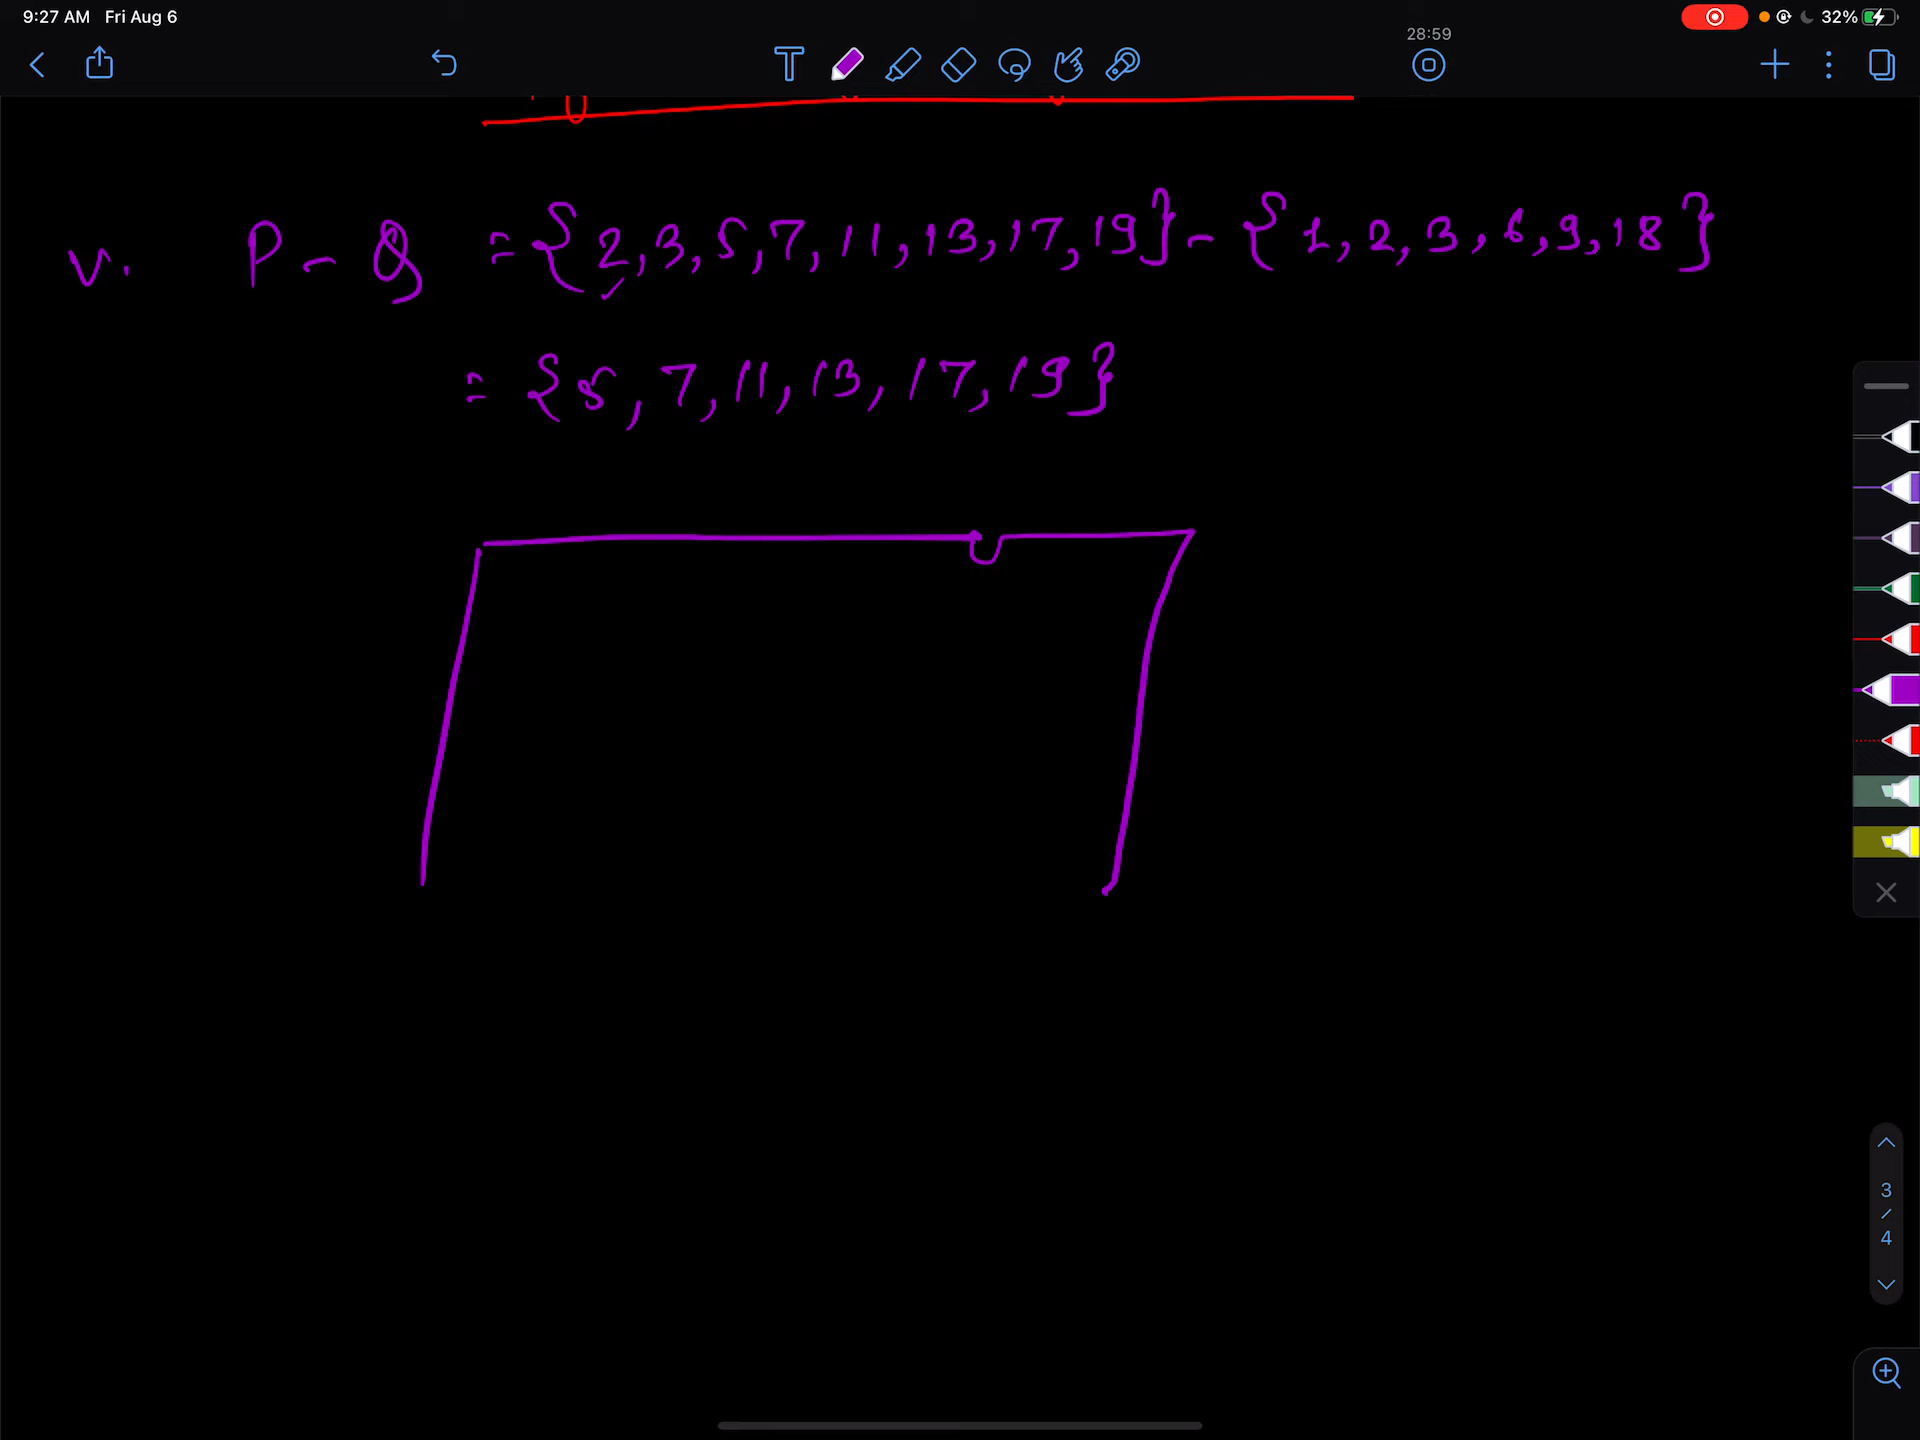 9:27 AM Fri Aug 6
32%
28:59
v. P - Q = {2, 3, 5, 7, 11, 13, 17, 19} - {1, 2, 3, 6, 9, 18}
= {5, 7, 11, 13, 17, 19}
3
/
4